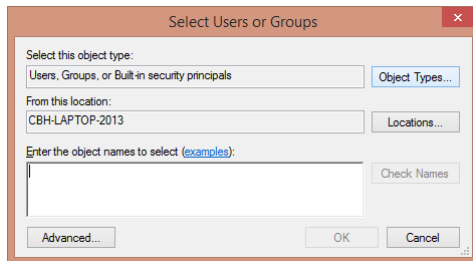 Select Users or Groups
Select this object type:
Users, Groups, or Built-in security principals
Object Types...
From this location:
CBH-LAPTOP-2013
Locations...
Enter the object names to select (examples):
Check Names
Advanced...
OK
Cancel